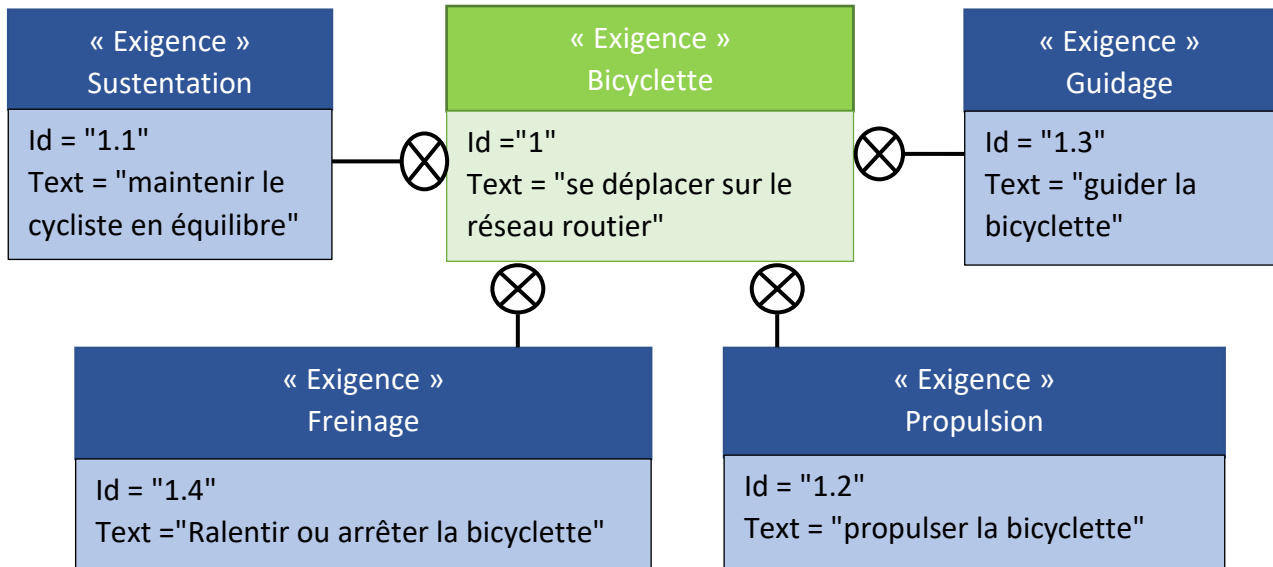 « Exigence »
Sustentation
Id = "1.1"
Text = "maintenir le
cycliste en équilibre"
« Exigence »
Bicyclette
Id ="1"
Text = "se déplacer sur le
réseau routier"
« Exigence »
Guidage
Id = "1.3"
Text = "guider la
bicyclette"
« Exigence »
Freinage
Id = "1.4"
Text ="Ralentir ou arrêter la bicyclette"
« Exigence »
Propulsion
Id = "1.2"
Text = "propulser la bicyclette"